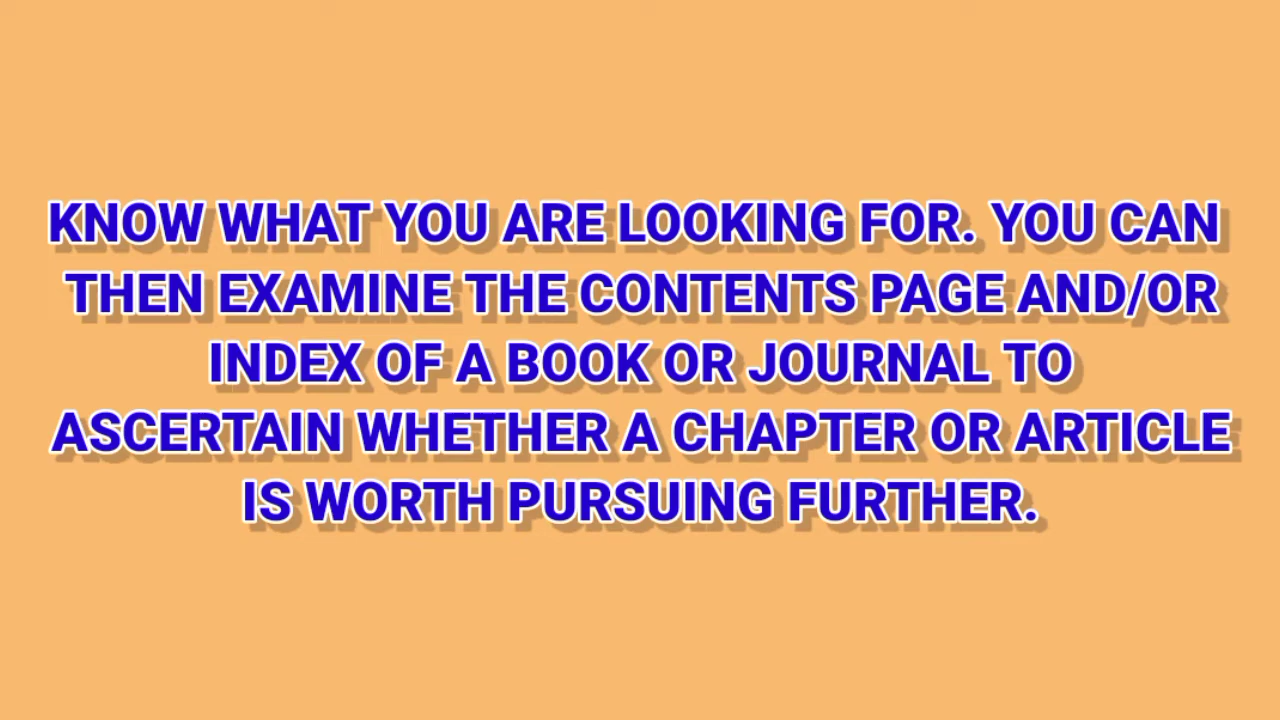 KNOW WHAT YOU ARE LOOKING FOR. YOU CAN
THEN EXAMINE THE CONTENTS PAGE AND/OR
INDEX OF A BOOK OR JOURNAL TO
ASCERTAIN WHETHER A CHAPTER OR ARTICLE
IS WORTH PURSUING FURTHER.